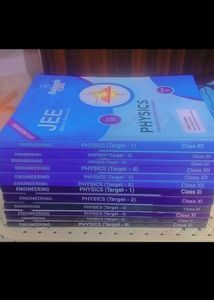 Aakash
JEE
PHYSICS
ENGINEERING PHYSICS (Target - 1) Class XII
ENGINEERING PHYSICS (Target - 2) Class XII
ENGINEERING Class XII
ENGINEERING PHYSICS (Target - 4) Class XII
ENGINEERING PHYSICS (Target - 5) Class XII
ENGINEERING PHYSICS (Target - 6) Class XII
ENGINEERING PHYSICS (Target - 1) Class XI
ENGINEERING PHYSICS (Target - 2) Class XI
ENGINEERING PHYSICS (Target - 3) Class XI
ENGINEERING PHYSICS (Target - 4) Class XI
ENGINEERING PHYSICS (Target - 5) Class XI
ENGINEERING PHYSICS (Target - 6) Class XI